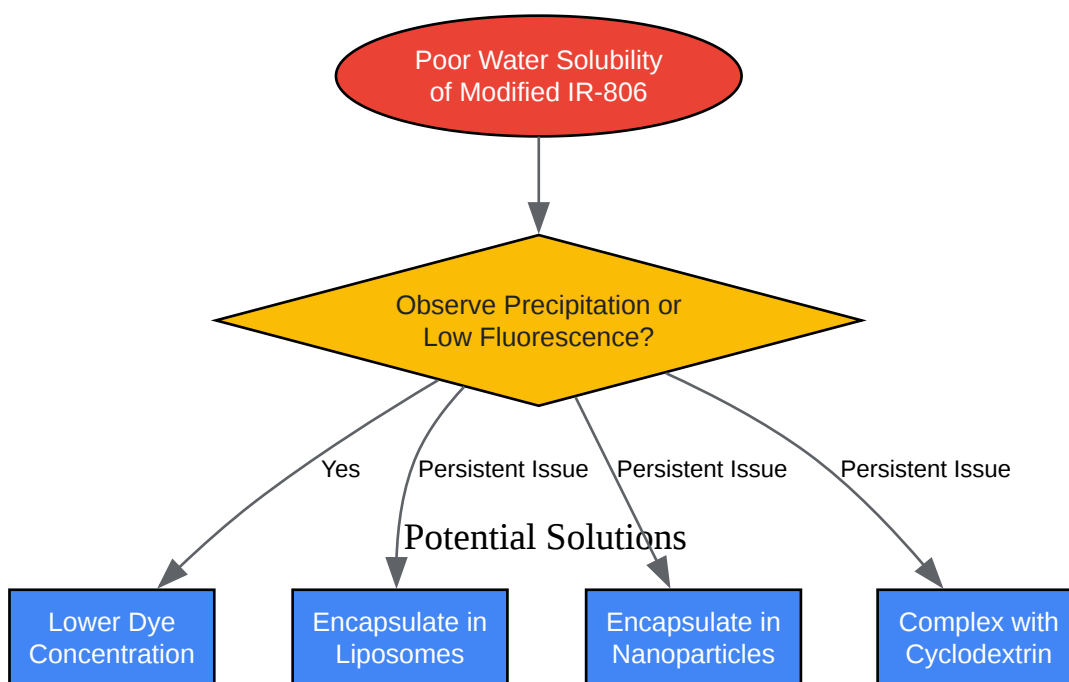 Poor Water Solubility
of Modified IR-806
Observe Precipitation or
Low Fluorescence?
Yes
Persistent Issue
Persistent Issue
Persistent Issue
Potential Solutions
Lower Dye
Concentration
Encapsulate in
Liposomes
Encapsulate in
Nanoparticles
Complex with
Cyclodextrin